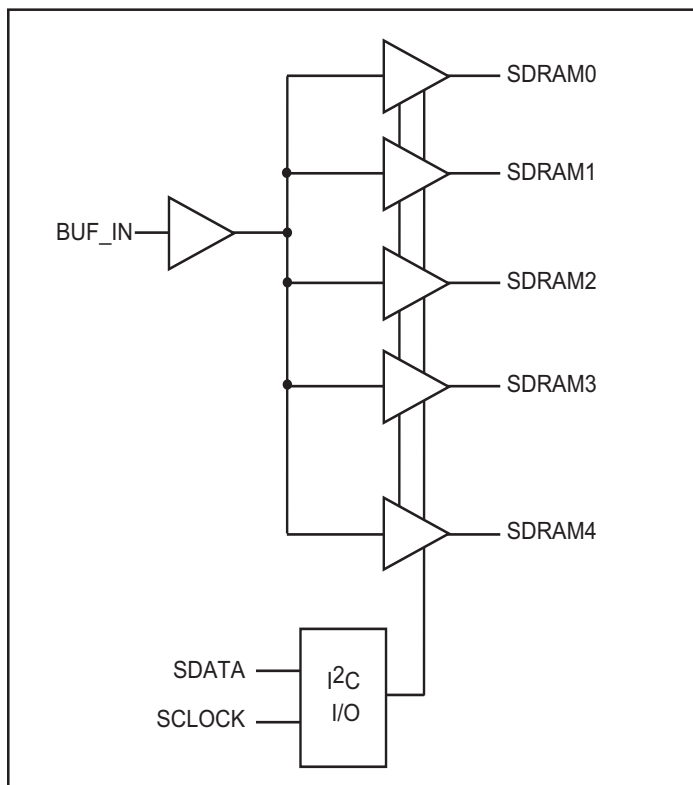 SDRAM0
SDRAM1
BUF_IN
SDRAM2
SDRAM3
SDRAM4
SDATA
SCLOCK
I²C
I/O